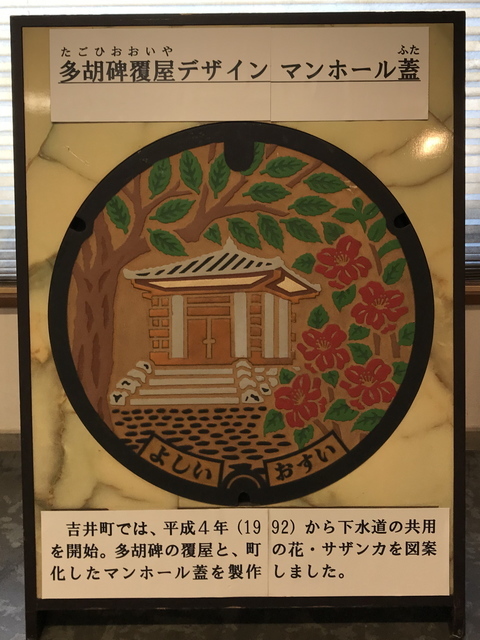 たごひおおいや ふた
多胡碑覆屋デザイン マンホール蓋
よしい おすい
吉井町では、平成４年（1992）から下水道の共用
を開始。多胡碑の覆屋と、町の花・サザンカを図案
化したマンホール蓋を製作しました。